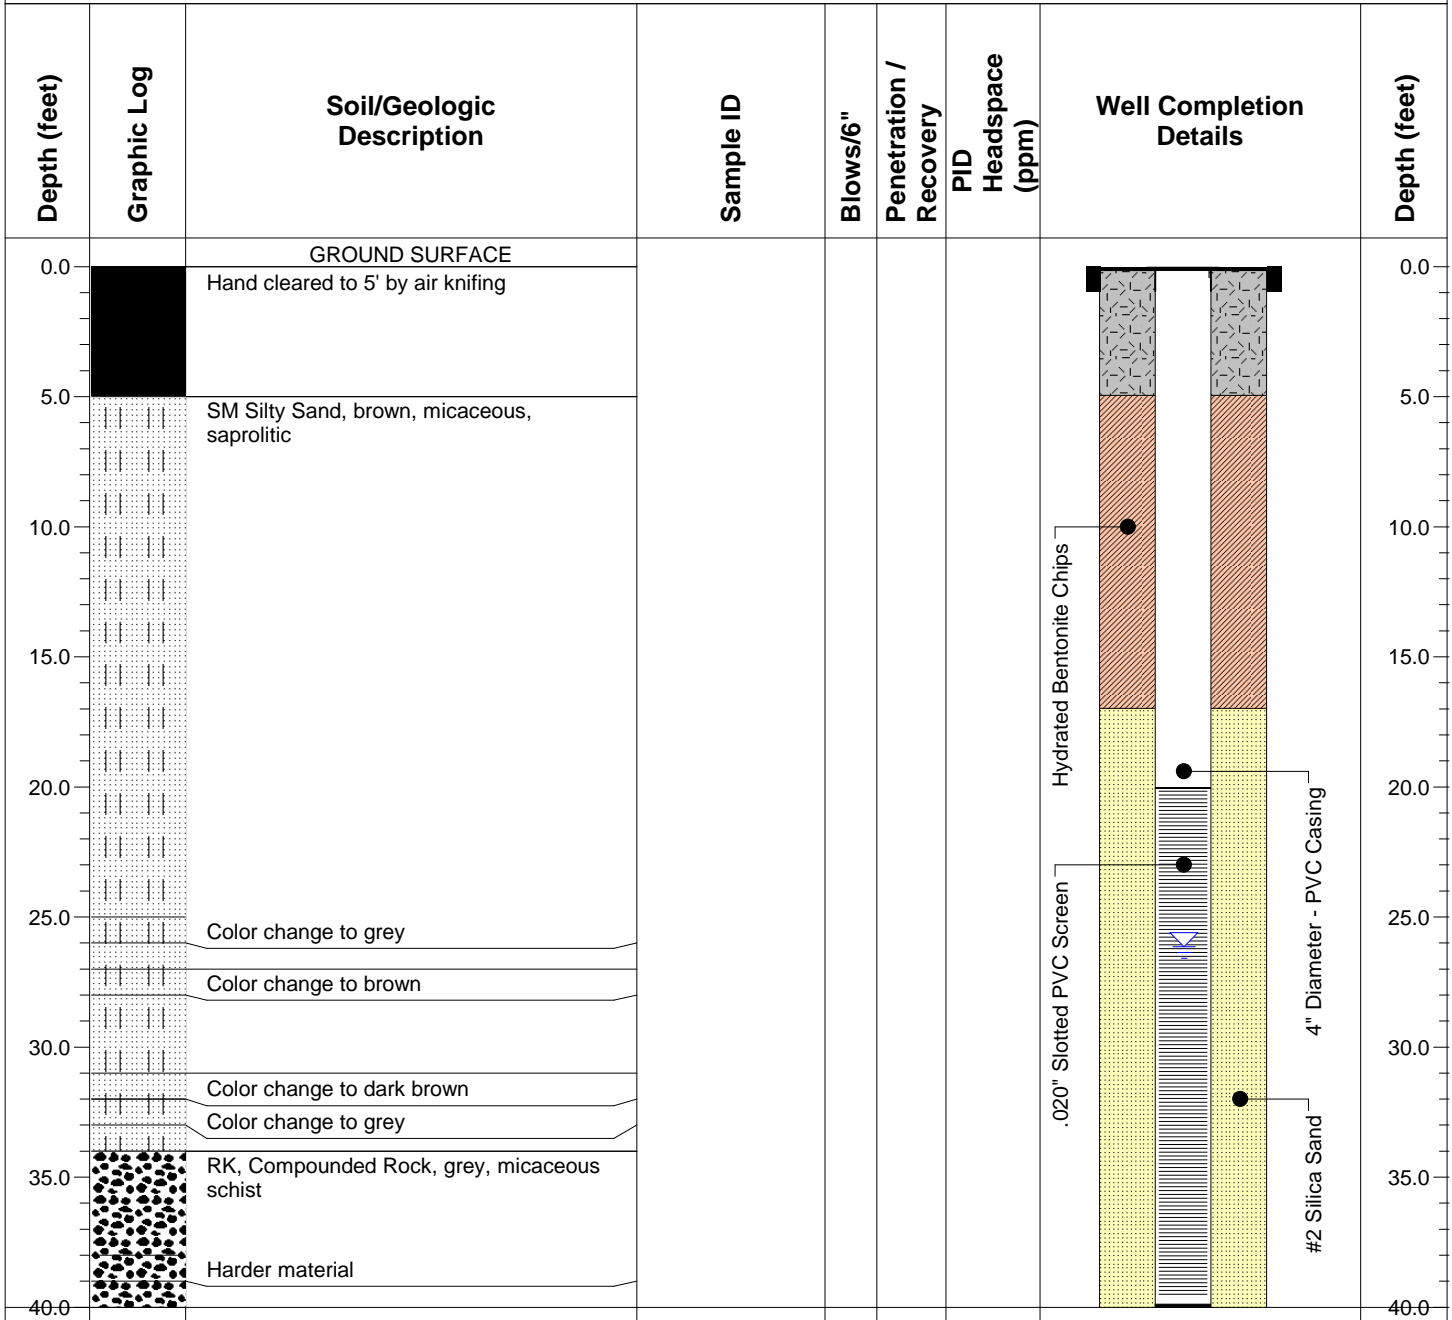 Depth (feet)
Graphic Log
Soil/Geologic
Description
Sample ID
Blows/6"
Penetration /
Recovery
PID
Headspace
(ppm)
Well Completion
Details
Depth (feet)
GROUND SURFACE
0.0
Hand cleared to 5' by air knifing
0.0
5.0
SM Silty Sand, brown, micaceous,
saprolitic
5.0
10.0
Hydrated Bentonite Chips
10.0
15.0
15.0
20.0
4" Diameter - PVC Casing
20.0
.020" Slotted PVC Screen
25.0
25.0
Color change to grey
Color change to brown
30.0
30.0
Color change to dark brown
Color change to grey
#2 Silica Sand
RK, Compounded Rock, grey, micaceous
schist
35.0
35.0
Harder material
40.0
40.0